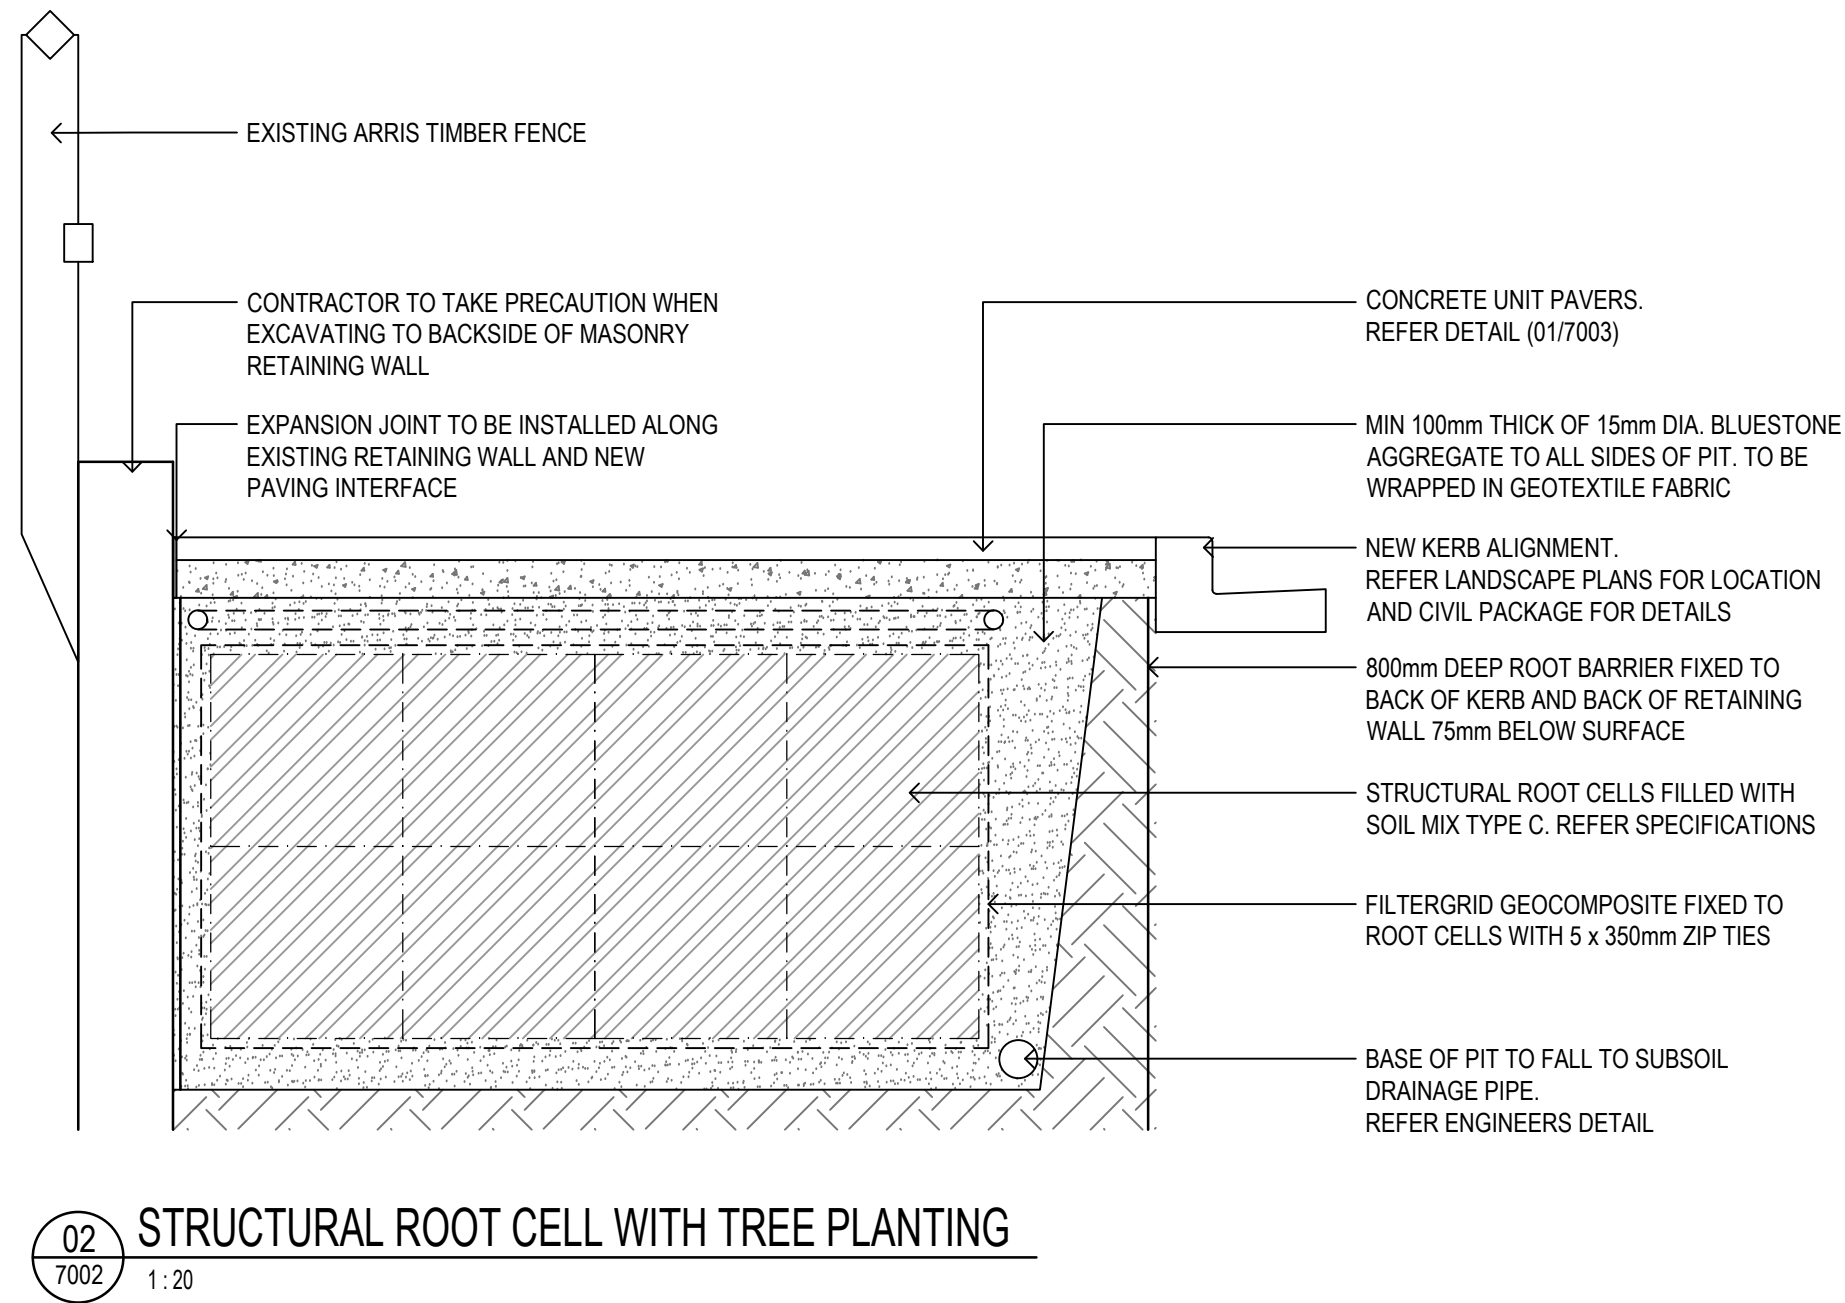 EXISTING ARRIS TIMBER FENCE
CONTRACTOR TO TAKE PRECAUTION WHEN
EXCAVATING TO BACKSIDE OF MASONRY
RETAINING WALL
EXPANSION JOINT TO BE INSTALLED ALONG
EXISTING RETAINING WALL AND NEW
PAVING INTERFACE
CONCRETE UNIT PAVERS.
REFER DETAIL (01/7003)
MIN 100mm THICK OF 15mm DIA. BLUESTONE
AGGREGATE TO ALL SIDES OF PIT. TO BE
WRAPPED IN GEOTEXTILE FABRIC
NEW KERB ALIGNMENT.
REFER LANDSCAPE PLANS FOR LOCATION
AND CIVIL PACKAGE FOR DETAILS
800mm DEEP ROOT BARRIER FIXED TO
BACK OF KERB AND BACK OF RETAINING
WALL 75mm BELOW SURFACE
STRUCTURAL ROOT CELLS FILLED WITH
SOIL MIX TYPE C. REFER SPECIFICATIONS
FILTERGRID GEOCOMPOSITE FIXED TO
ROOT CELLS WITH 5 x 350mm ZIP TIES
BASE OF PIT TO FALL TO SUBSOIL
DRAINAGE PIPE.
REFER ENGINEERS DETAIL
02
7002
STRUCTURAL ROOT CELL WITH TREE PLANTING
1 : 20